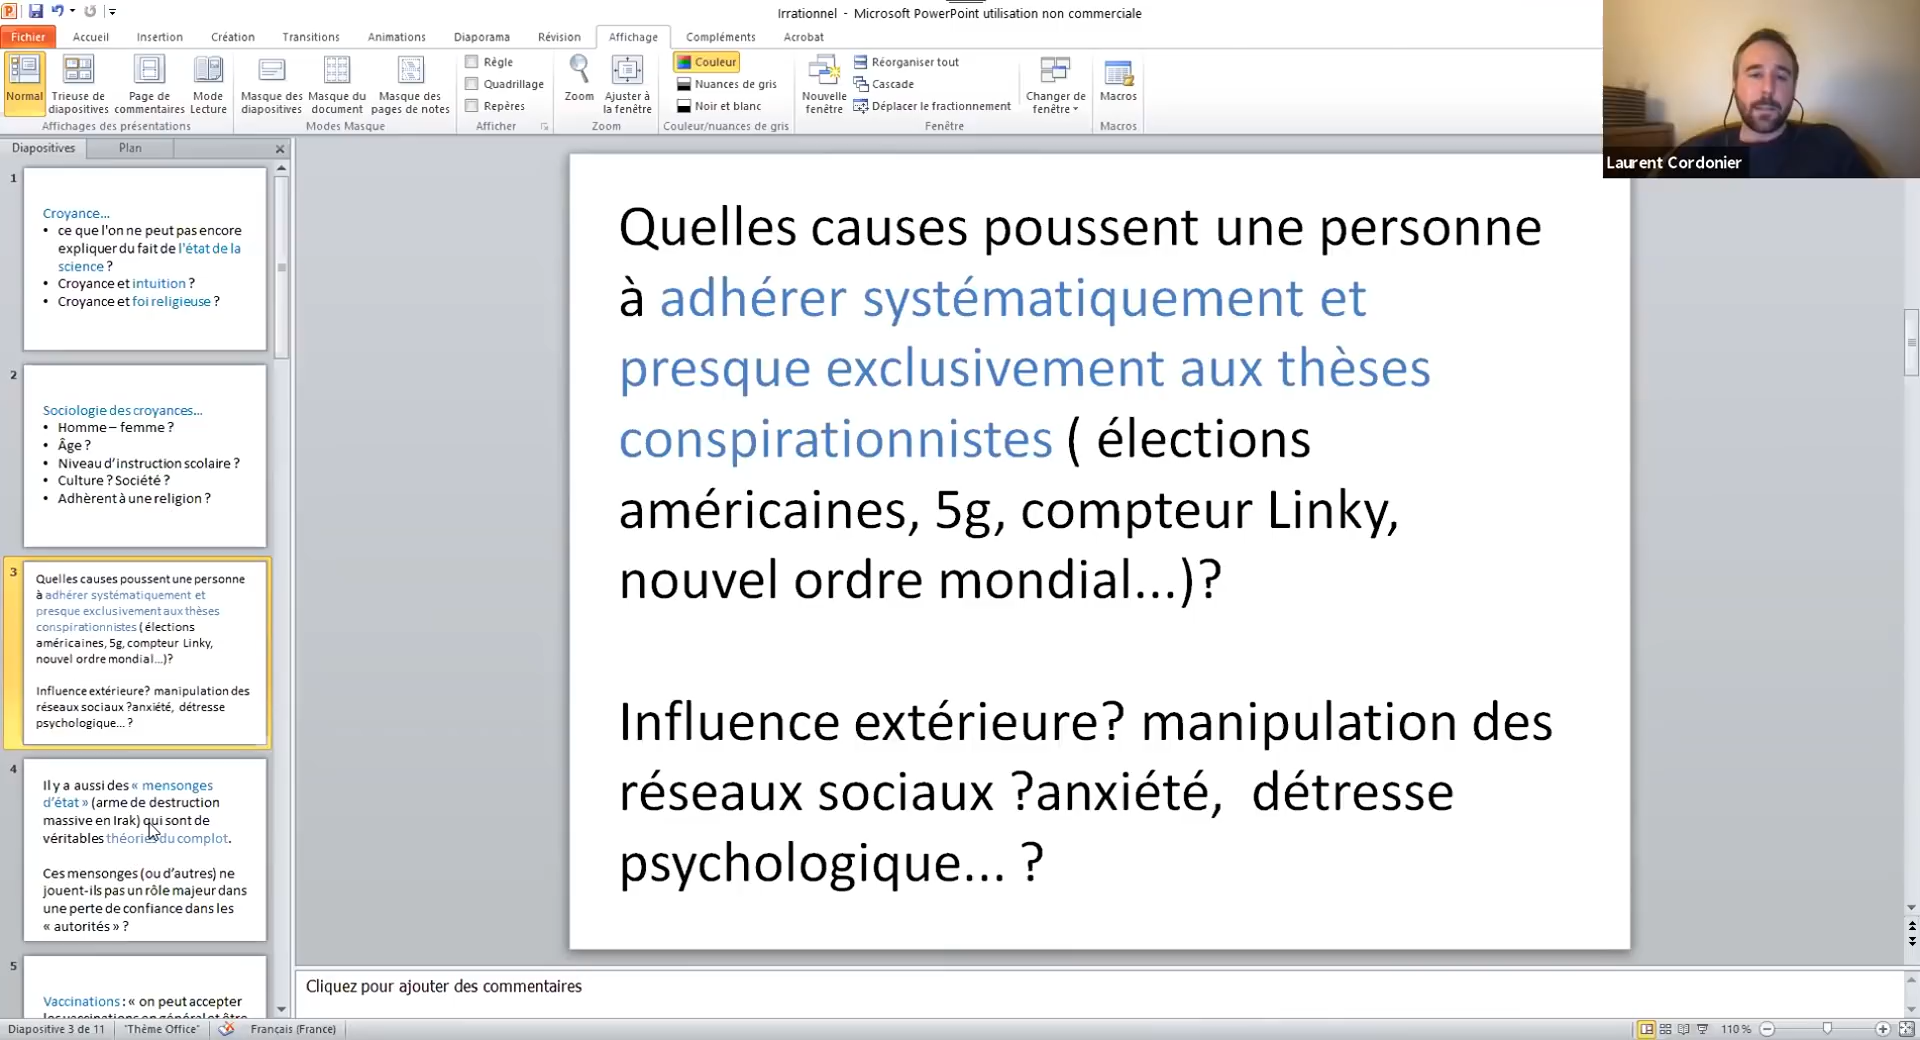 Irrationnel - Microsoft PowerPoint utilisation non commerciale
Fichier Accueil Insertion Création Transitions Animations Diaporama Révision Affichage Compléments Acrobat
Normal
Trieuse de diapositives
Page de commentaires
Mode Lecture
Affichages des présentations
Masque des diapositives
Masque du document
Masque des pages de notes
Modes Masque
Règle
Quadrillage
Repères
Afficher
Zoom
Ajuster à la fenêtre
Zoom
Couleur
Nuances de gris
Noir et blanc
Couleur/nuances de gris
Nouvelle fenêtre
Réorganiser tout
Cascade
Déplacer le fractionnement
Changer de fenêtre
Fenêtre
Macros
Macros
Laurent Cordonier
Diapositives Plan
1
Croyance...
• ce que l'on ne peut pas encore
expliquer du fait de l'état de la
science ?
• Croyance et intuition ?
• Croyance et foi religieuse ?
2
Sociologie des croyances...
• Homme – femme ?
• Âge ?
• Niveau d'instruction scolaire ?
• Culture ? Société ?
• Adhèrent à une religion ?
3
Quelles causes poussent une personne
à adhérer systématiquement et
presque exclusivement aux thèses
conspirationnistes ( élections
américaines, 5g, compteur Linky,
nouvel ordre mondial...)?
Influence extérieure? manipulation des
réseaux sociaux ?anxiété, détresse
psychologique... ?
4
Il y a aussi des « mensonges
d'état » (arme de destruction
massive en Irak) qui sont de
véritables théories du complot.
Ces mensonges (ou d'autres) ne
jouent-ils pas un rôle majeur dans
une perte de confiance dans les
« autorités » ?
5
Vaccinations : « on peut accepter
Quelles causes poussent une personne
à adhérer systématiquement et
presque exclusivement aux thèses
conspirationnistes ( élections
américaines, 5g, compteur Linky,
nouvel ordre mondial...)?
Influence extérieure? manipulation des
réseaux sociaux ?anxiété,  détresse
psychologique... ?
Cliquez pour ajouter des commentaires
Diapositive 3 de 11 "Thème Office" Français (France) 110 %